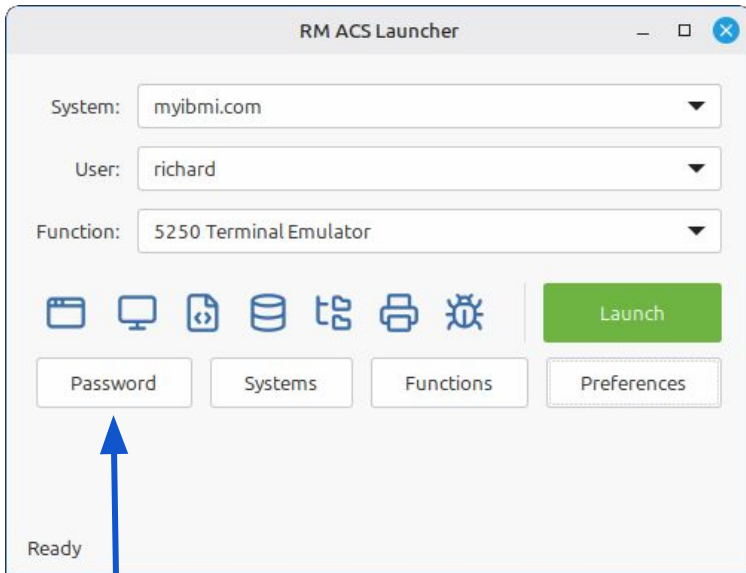 RM ACS Launcher
System: myibmi.com
User: richard
Function: 5250 Terminal Emulator
Launch
Password Systems Functions Preferences
Ready